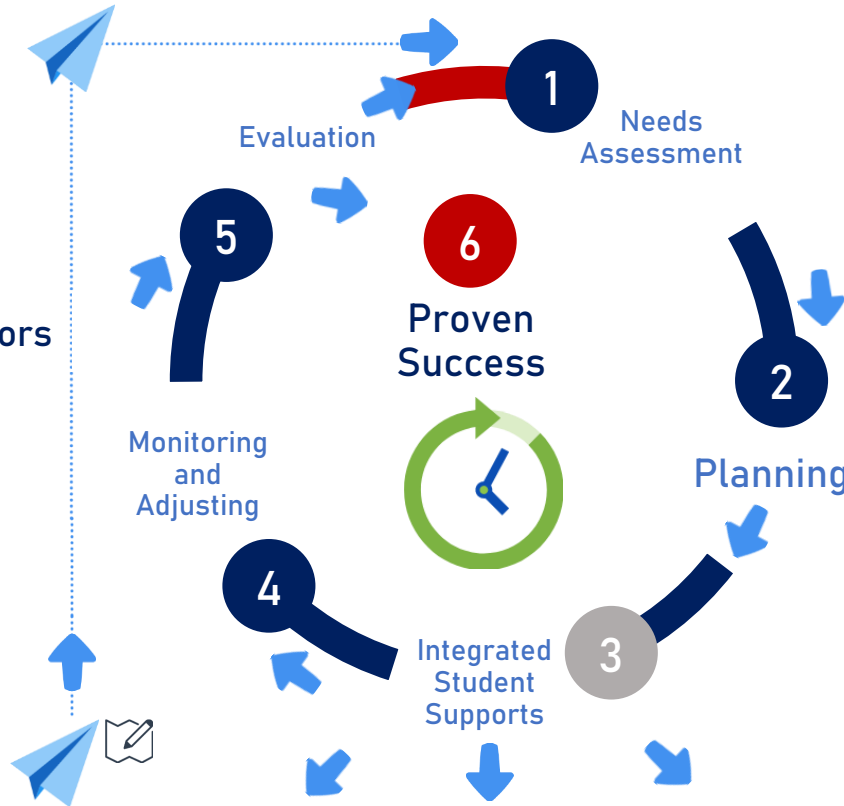 1
Needs
Assessment
Evaluation
5
6
Proven
Success
ors
2
Planning
Monitoring
and
Adjusting
4
3
Integrated
Student
Supports